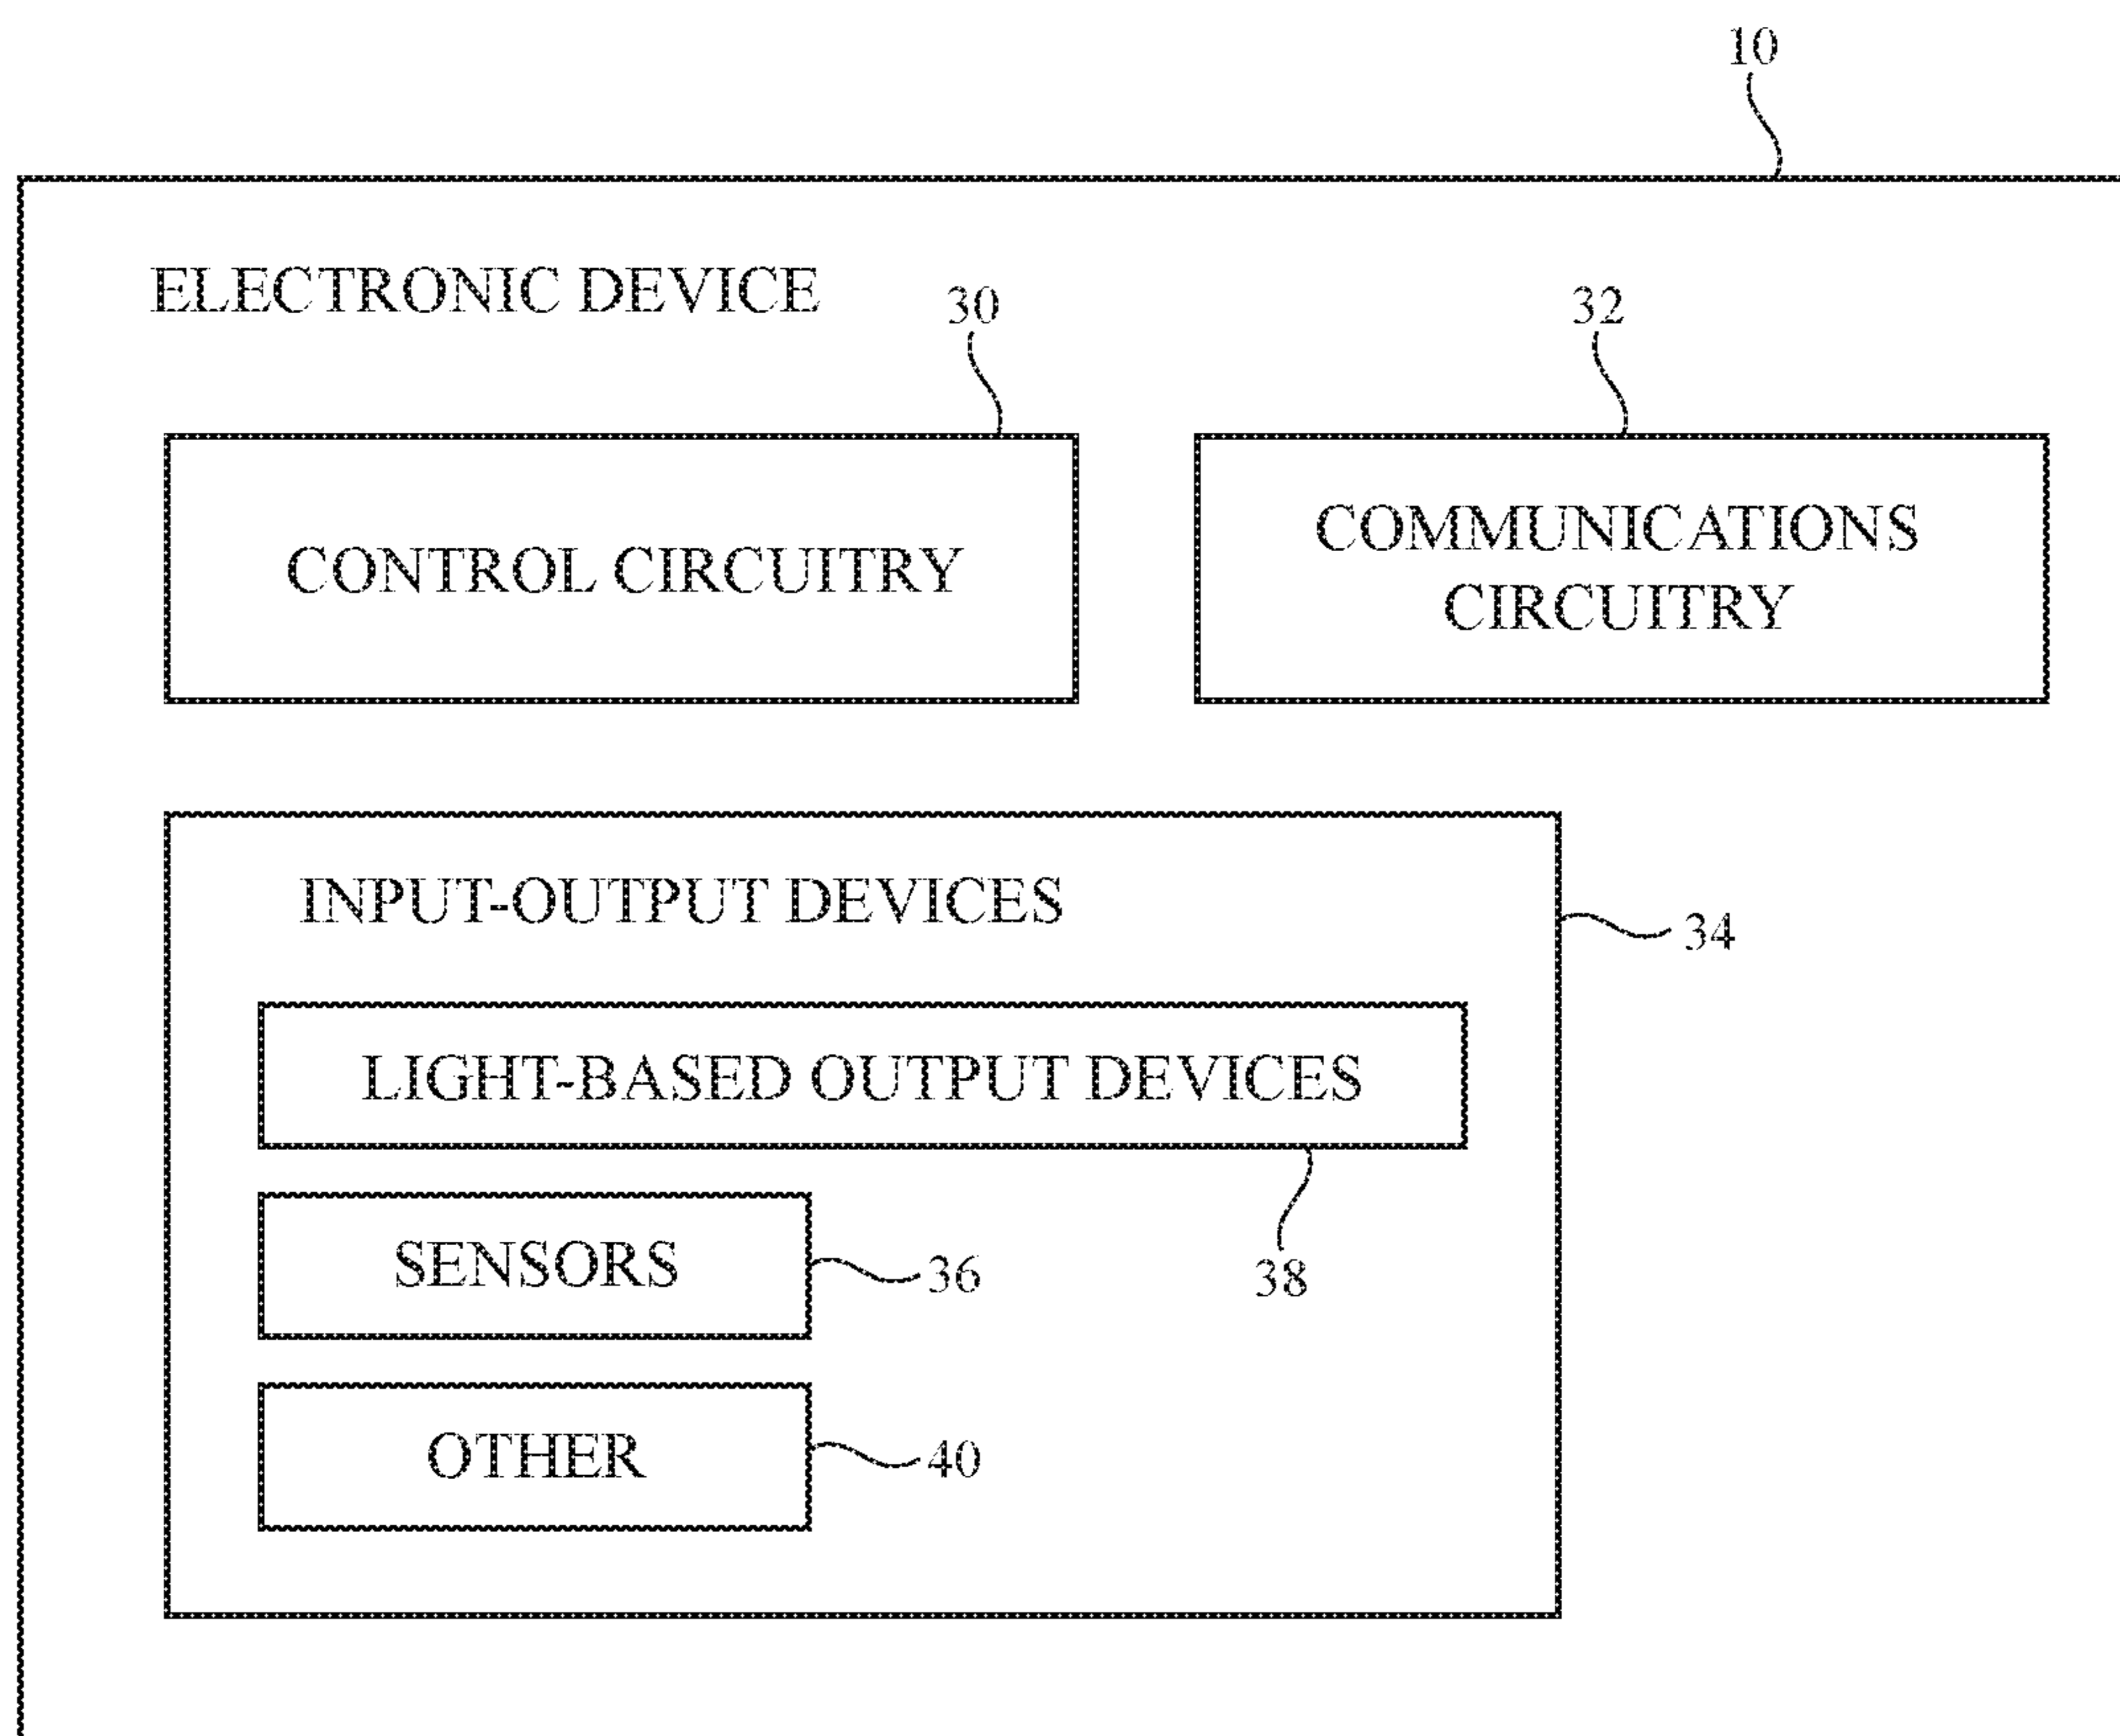 10
ELECTRONIC DEVICE
30
32
CONTROL CIRCUITRY
COMMUNICATIONS
CIRCUITRY
INPUT-OUTPUT DEVICES
34
LIGHT-BASED OUTPUT DEVICES
38
SENSORS
36
OTHER
40